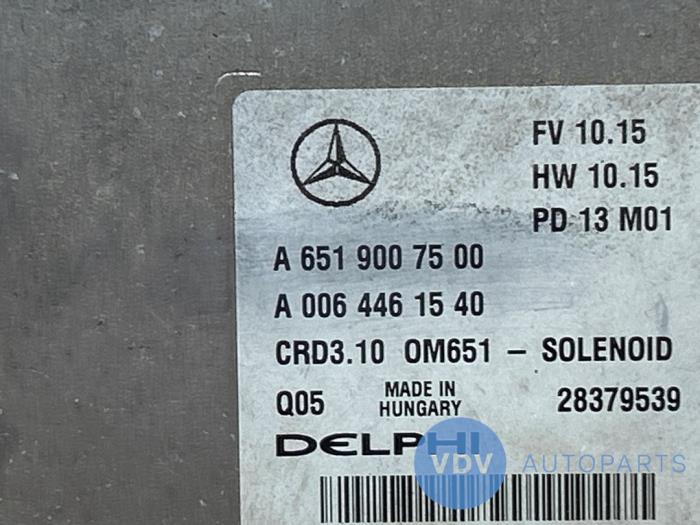 FV 10.15
HW 10.15
PD 13 M01
A 651 900 75 00
A 006 446 15 40
CRD3.10 OM651 – SOLENOID
Q05 MADE IN HUNGARY 28379539
DELPHI
VDV AUTOPARTS